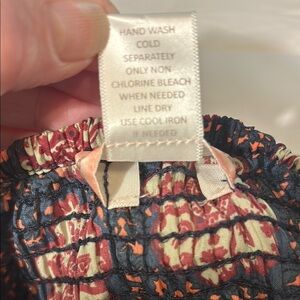 HAND WASH
COLD
SEPARATELY
ONLY NON
CHLORINE BLEACH
WHEN NEEDED
LINE DRY
USE COOL IRON
IF NEEDED